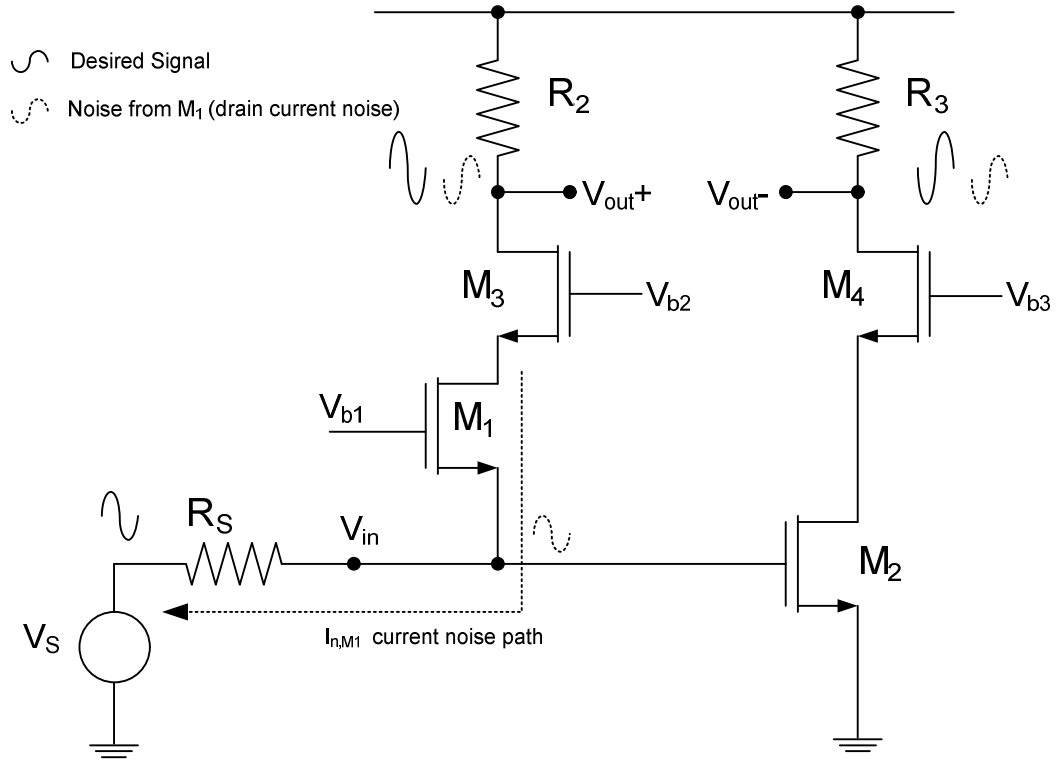 Desired Signal
Noise from M1 (drain current noise)
R2
R3
Vout+
Vout-
M3
Vb2
M4
Vb3
Vb1
M1
RS
Vin
M2
VS
In,M1 current noise path